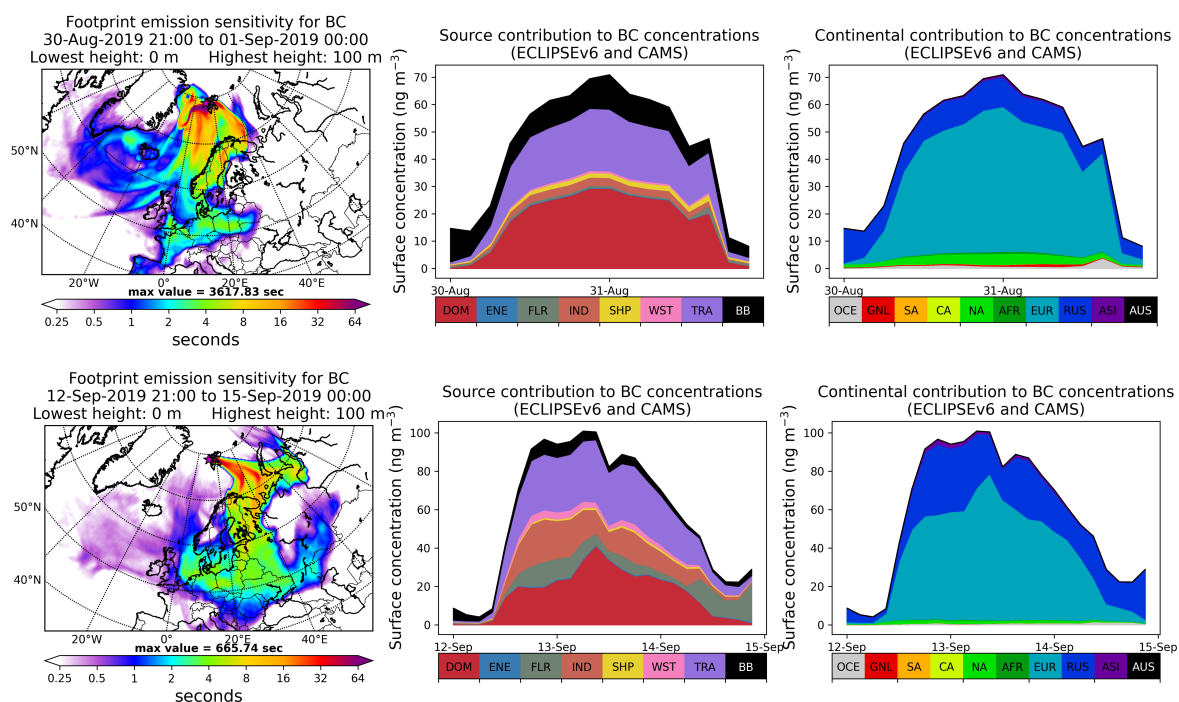 Footprint emission sensitivity for BC
30-Aug-2019 21:00 to 01-Sep-2019 00:00
Lowest height: 0 m Highest height: 100 m
50°N
40°N
20°W 0° 20°E 40°E
max value = 3617.83 sec
0.25 0.5 1 2 4 8 16 32 64
seconds
Source contribution to BC concentrations
(ECLIPSEv6 and CAMS)
Surface concentration (ng m⁻³)
70
60
50
40
30
20
10
0
30-Aug 31-Aug
DOM ENE FLR IND SHP WST TRA BB
Continental contribution to BC concentrations
(ECLIPSEv6 and CAMS)
Surface concentration (ng m⁻³)
70
60
50
40
30
20
10
0
30-Aug 31-Aug
OCE GNL SA CA NA AFR EUR RUS ASI AUS
Footprint emission sensitivity for BC
12-Sep-2019 21:00 to 15-Sep-2019 00:00
Lowest height: 0 m Highest height: 100 m
50°N
40°N
20°W 0° 20°E 40°E
max value = 665.74 sec
0.25 0.5 1 2 4 8 16 32 64
seconds
Source contribution to BC concentrations
(ECLIPSEv6 and CAMS)
Surface concentration (ng m⁻³)
100
80
60
40
20
0
12-Sep 13-Sep 14-Sep 15-Sep
DOM ENE FLR IND SHP WST TRA BB
Continental contribution to BC concentrations
(ECLIPSEv6 and CAMS)
Surface concentration (ng m⁻³)
100
80
60
40
20
0
12-Sep 13-Sep 14-Sep 15-Sep
OCE GNL SA CA NA AFR EUR RUS ASI AUS